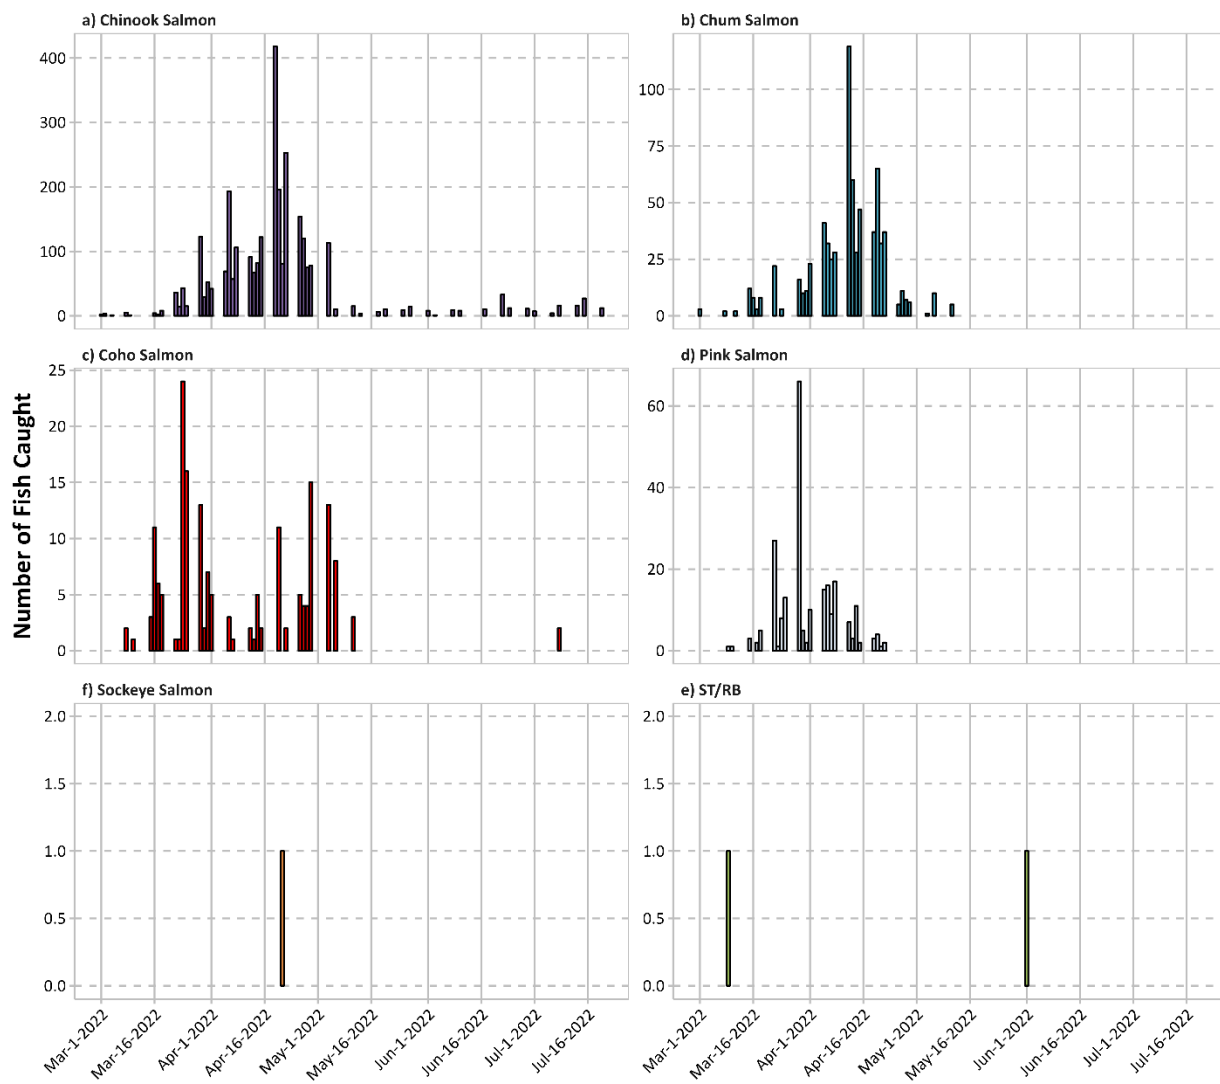 a) Chinook Salmon
400
300
200
100
0
b) Chum Salmon
100
75
50
25
0
Number of Fish Caught
c) Coho Salmon
25
20
15
10
5
0
d) Pink Salmon
60
40
20
0
f) Sockeye Salmon
2.0
1.5
1.0
0.5
0.0
e) ST/RB
2.0
1.5
1.0
0.5
0.0
Mar-1-2022
Mar-16-2022
Apr-1-2022
Apr-16-2022
May-1-2022
May-16-2022
Jun-1-2022
Jun-16-2022
Jul-1-2022
Jul-16-2022
Mar-1-2022
Mar-16-2022
Apr-1-2022
Apr-16-2022
May-1-2022
May-16-2022
Jun-1-2022
Jun-16-2022
Jul-1-2022
Jul-16-2022